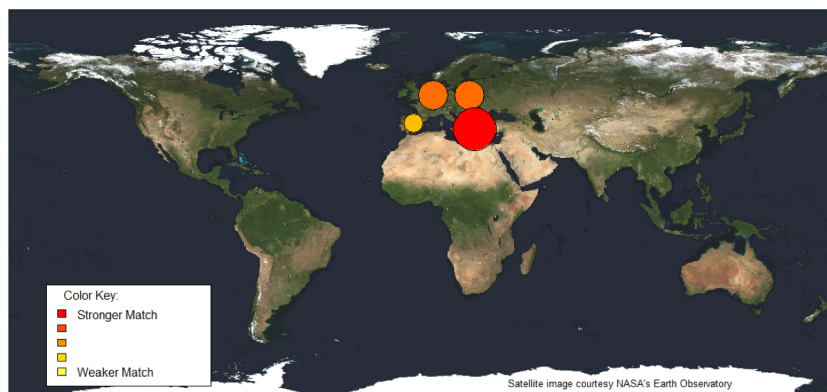 Color Key:
Stronger Match
Weaker Match
Satellite image courtesy NASA's Earth Observatory